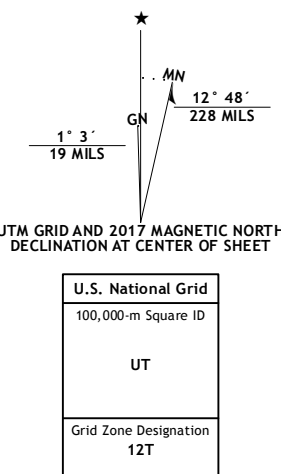 ★
MN
GN
12° 48´
228 MILS
1° 3´
19 MILS
UTM GRID AND 2017 MAGNETIC NORTH
DECLINATION AT CENTER OF SHEET
U.S. National Grid
100,000-m Square ID
UT
Grid Zone Designation
12T